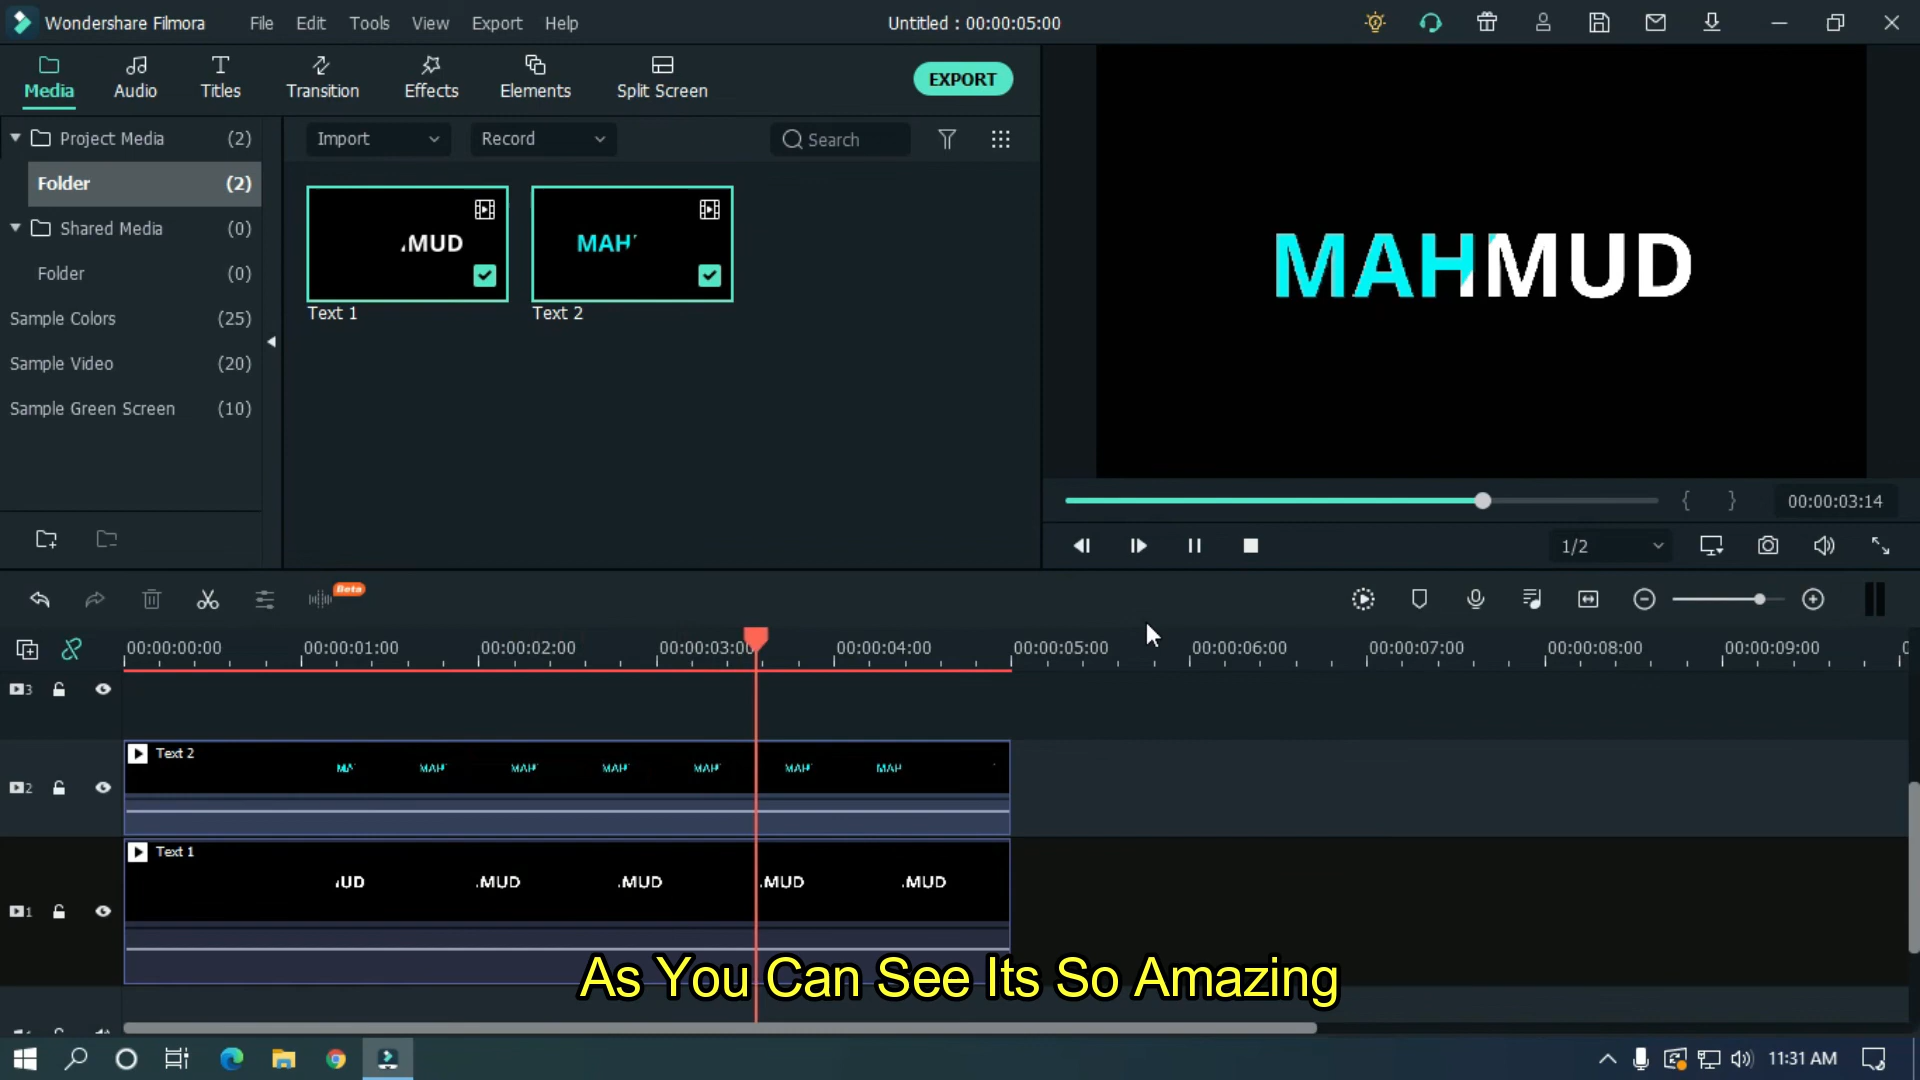 Wondershare Filmora
File
Edit
Tools
View
Export
Help
Untitled : 00:00:05:00
Media
Audio
Titles
Transition
Effects
Elements
Split Screen
EXPORT
Project Media (2)
Folder (2)
Shared Media (0)
Folder (0)
Sample Colors (25)
Sample Video (20)
Sample Green Screen (10)
Import
Record
Search
MUD
MAH
Text 1
Text 2
MAHMUD
00:00:03:14
1/2
Beta
00:00:00:00
00:00:01:00
00:00:02:00
00:00:03:0
00:00:04:00
00:00:05:00
00:00:06:00
00:00:07:00
00:00:08:00
00:00:09:00
3
Text 2
MA MAH MAH MAH MAH MAH MAH
2
Text 1
UD MUD MUD MUD MUD
1
As You Can See Its So Amazing
11:31 AM